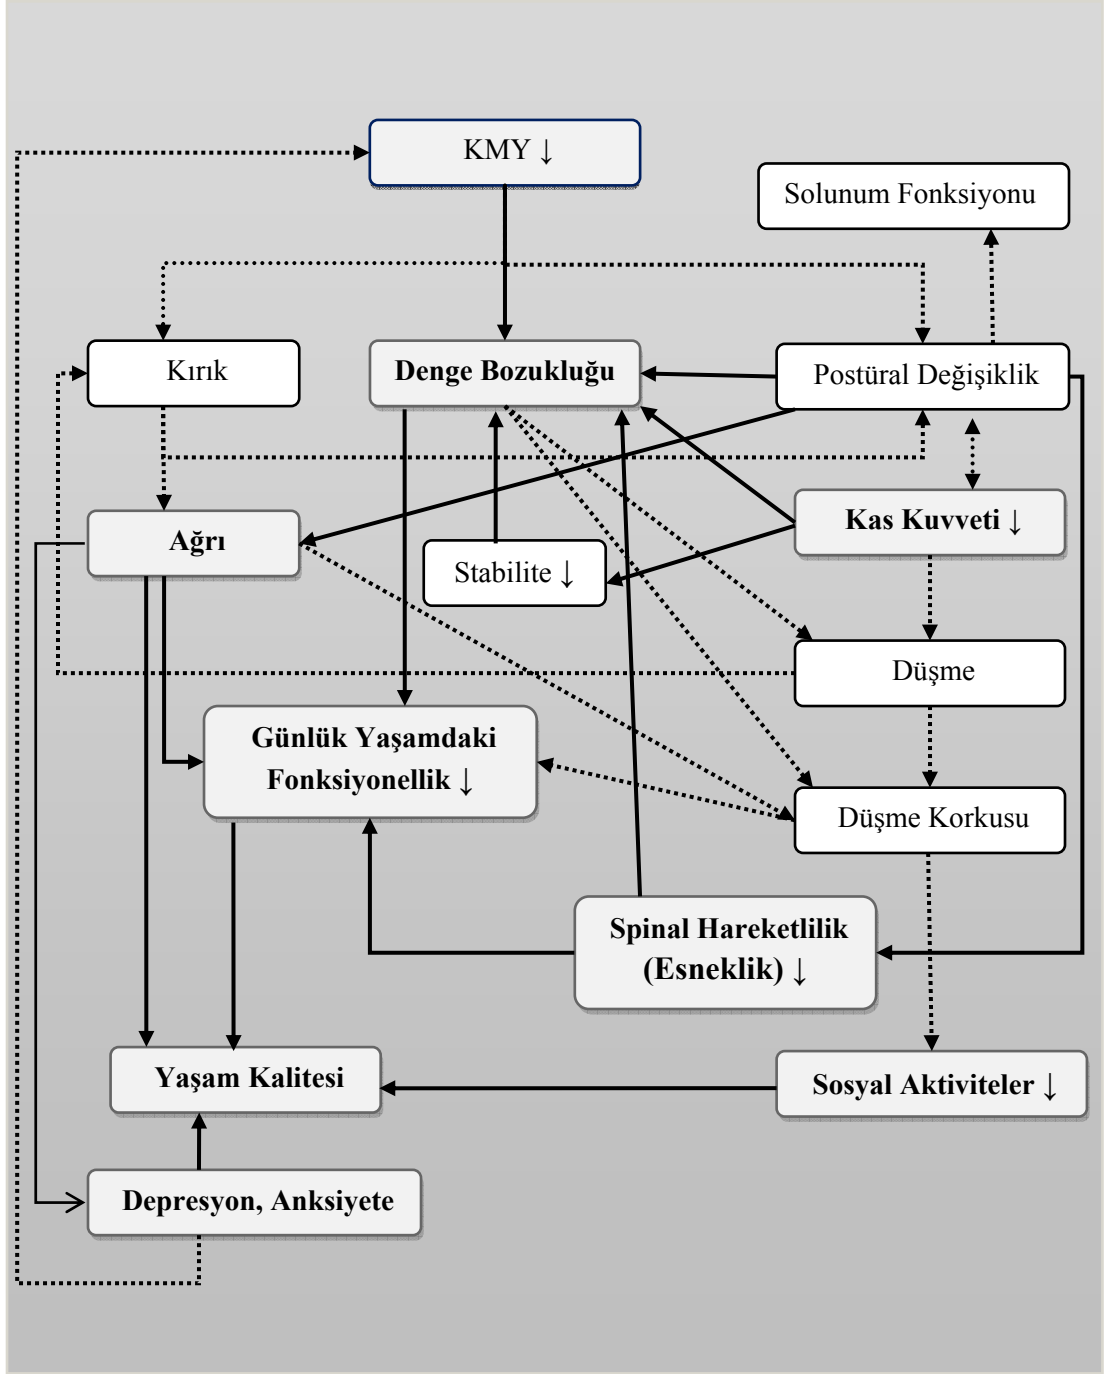 KMY ↓
Solunum Fonksiyonu
Kırık
Denge Bozukluğu
Postüral Değişiklik
Ağrı
Stabilite ↓
Kas Kuvveti ↓
Düşme
Günlük Yaşamdaki
Fonksiyonellik ↓
Düşme Korkusu
Spinal Hareketlilik
(Esneklik) ↓
Yaşam Kalitesi
Sosyal Aktiviteler ↓
Depresyon, Anksiyete